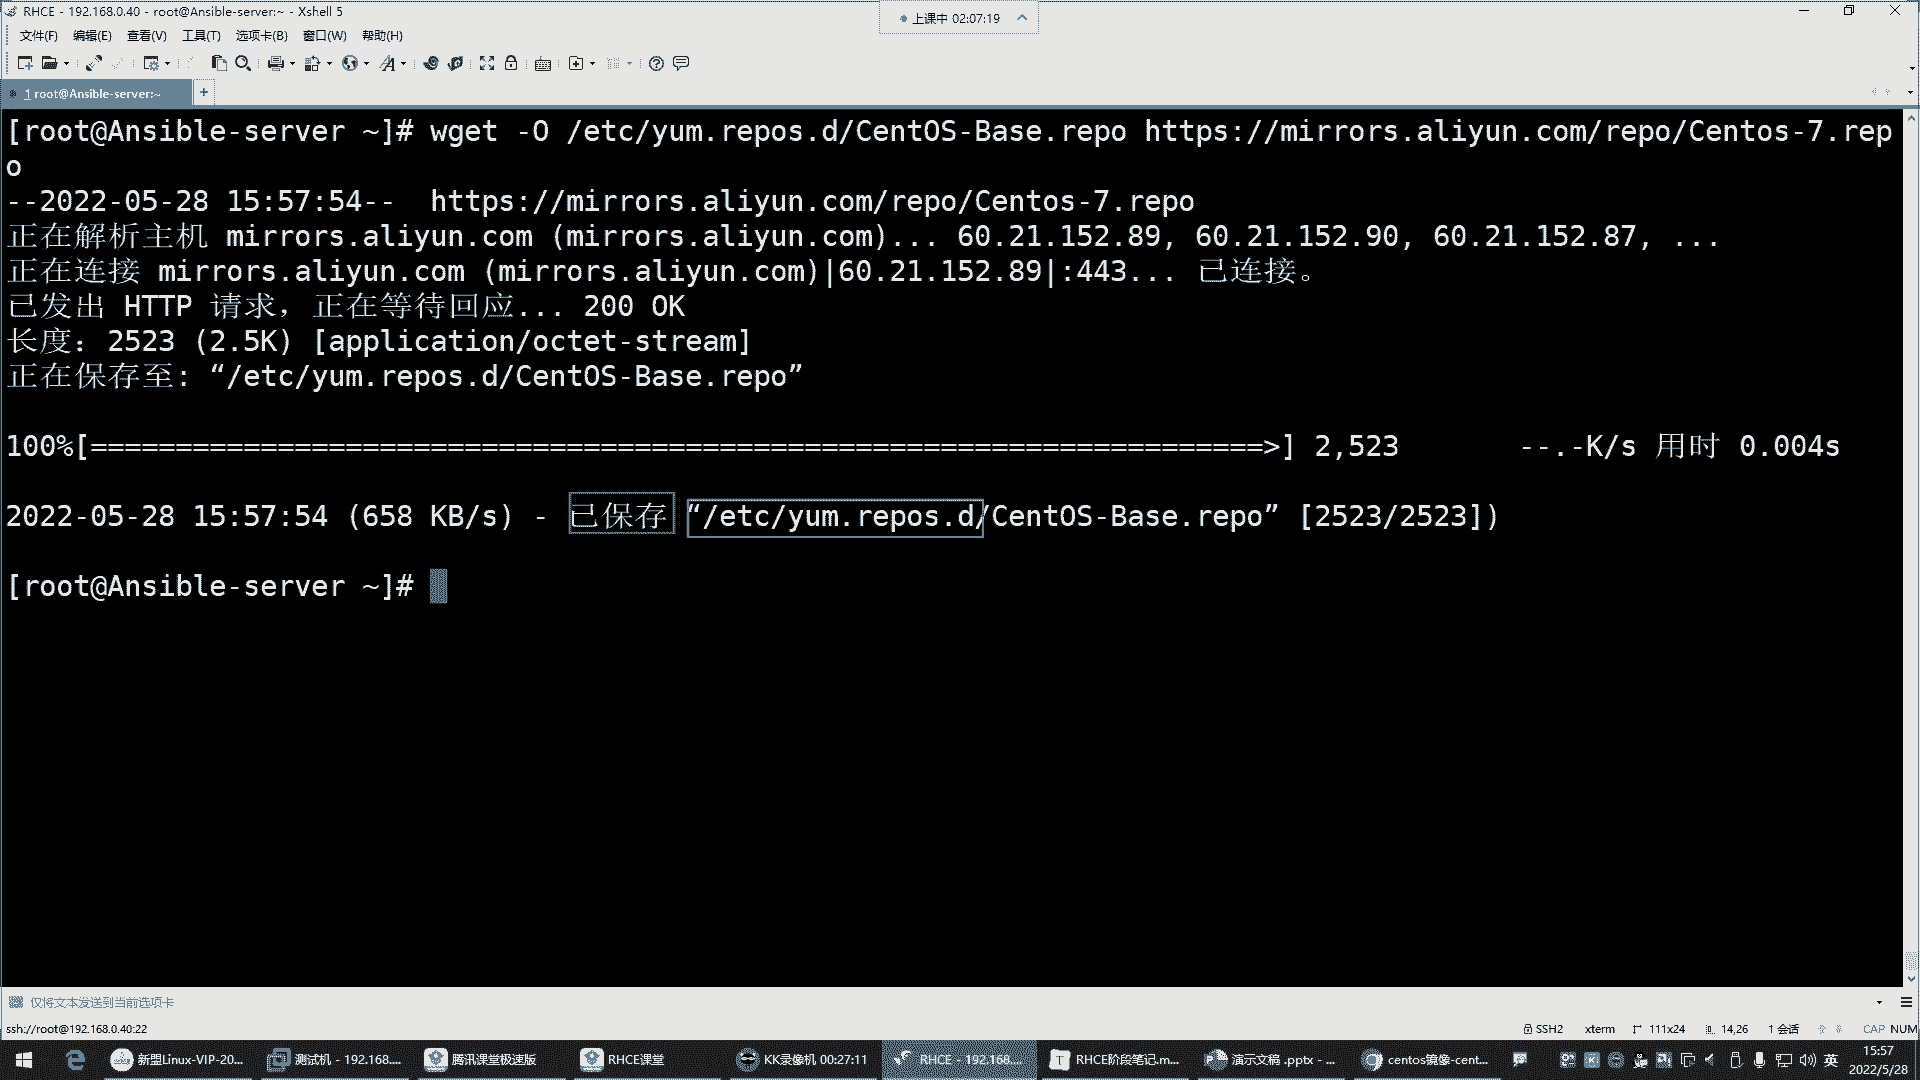 RHCE - 192.168.0.40 - root@Ansible-server:~ - Xshell 5
上课中 02:07:19
文件(F) 编辑(E) 查看(V) 工具(T) 选项卡(B) 窗口(W) 帮助(H)
1 root@Ansible-server:~ +
[root@Ansible-server ~]# wget -O /etc/yum.repos.d/CentOS-Base.repo https://mirrors.aliyun.com/repo/Centos-7.rep
o
--2022-05-28 15:57:54--  https://mirrors.aliyun.com/repo/Centos-7.repo
正在解析主机 mirrors.aliyun.com (mirrors.aliyun.com)... 60.21.152.89, 60.21.152.90, 60.21.152.87, ...
正在连接 mirrors.aliyun.com (mirrors.aliyun.com)|60.21.152.89|:443... 已连接。
已发出 HTTP 请求，正在等待回应... 200 OK
长度：2523 (2.5K) [application/octet-stream]
正在保存至: “/etc/yum.repos.d/CentOS-Base.repo”
100%[=====================================================================>] 2,523       --.-K/s 用时 0.004s
2022-05-28 15:57:54 (658 KB/s) - 已保存 “/etc/yum.repos.d/CentOS-Base.repo” [2523/2523])
[root@Ansible-server ~]#
仅将文本发送到当前选项卡
ssh://root@192.168.0.40:22 SSH2 xterm 111x24 14,26 1 会话 CAP NUM
新盟Linux-VIP-20... 测试机 - 192.168.... 腾讯课堂极速版 RHCE课堂 KK录像机 00:27:11 RHCE - 192.168.... RHCE阶段笔记.m... 演示文稿 .pptx - ... centos镜像-cent... 英 15:57
2022/5/28